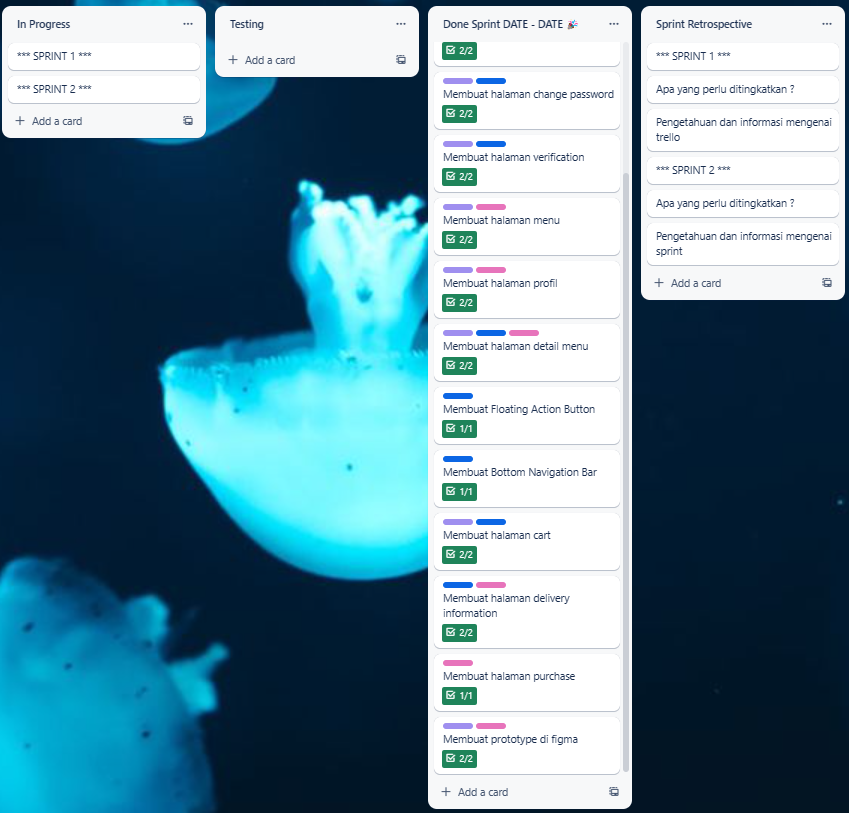 In Progress
*** SPRINT 1 ***
*** SPRINT 2 ***
Add a card
Testing
Add a card
Done Sprint DATE - DATE 🎉
2/2
Membuat halaman change password
2/2
Membuat halaman verification
2/2
Membuat halaman menu
2/2
Membuat halaman profil
2/2
Membuat halaman detail menu
2/2
Membuat Floating Action Button
1/1
Membuat Bottom Navigation Bar
1/1
Membuat halaman cart
2/2
Membuat halaman delivery
information
2/2
Membuat halaman purchase
1/1
Membuat prototype di figma
2/2
Add a card
Sprint Retrospective
*** SPRINT 1 ***
Apa yang perlu ditingkatkan ?
Pengetahuan dan informasi mengenai
trello
*** SPRINT 2 ***
Apa yang perlu ditingkatkan ?
Pengetahuan dan informasi mengenai
sprint
Add a card